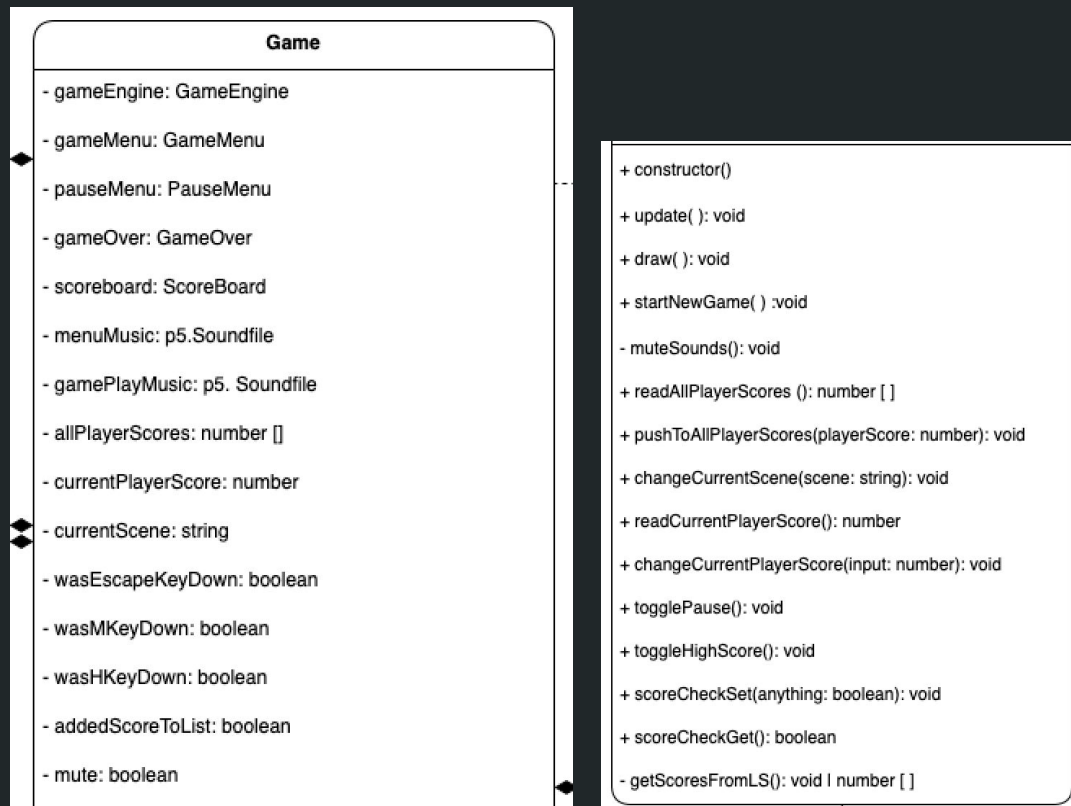 Game
- gameEngine: GameEngine
- gameMenu: GameMenu
- pauseMenu: PauseMenu
- gameOver: GameOver
- scoreboard: ScoreBoard
- menuMusic: p5.Soundfile
- gamePlayMusic: p5. Soundfile
- allPlayerScores: number []
- currentPlayerScore: number
- currentScene: string
- wasEscapeKeyDown: boolean
- wasMKeyDown: boolean
- wasHKeyDown: boolean
- addedScoreToList: boolean
- mute: boolean
+ constructor()
+ update( ): void
+ draw( ): void
+ startNewGame( ) :void
- muteSounds(): void
+ readAllPlayerScores (): number [ ]
+ pushToAllPlayerScores(playerScore: number): void
+ changeCurrentScene(scene: string): void
+ readCurrentPlayerScore(): number
+ changeCurrentPlayerScore(input: number): void
+ togglePause(): void
+ toggleHighScore(): void
+ scoreCheckSet(anything: boolean): void
+ scoreCheckGet(): boolean
- getScoresFromLS(): void | number [ ]